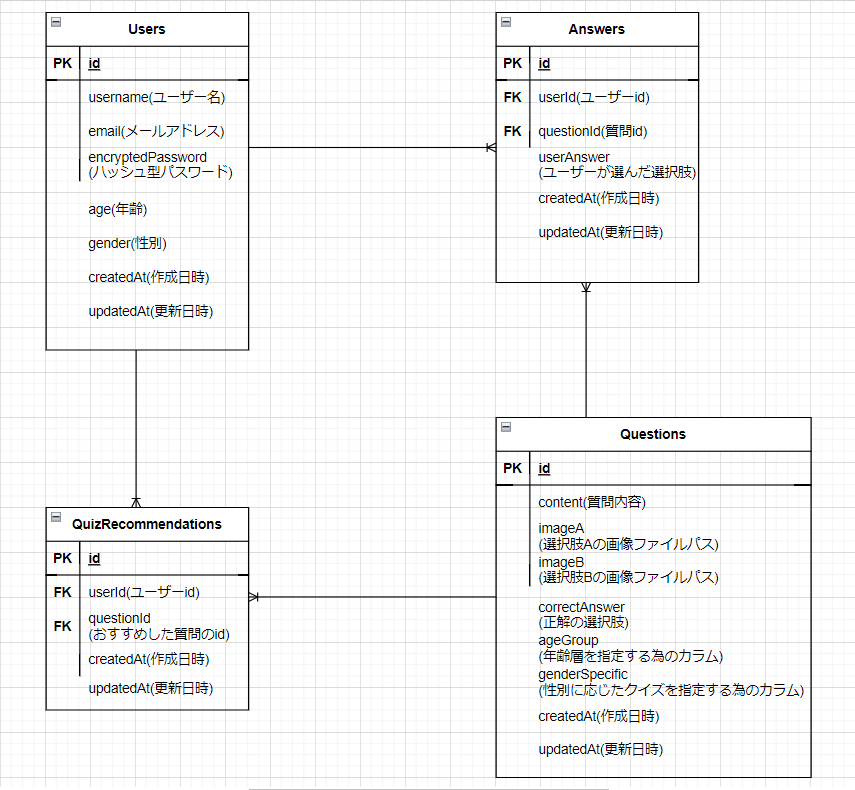 Users
PK id
username(ユーザー名)
email(メールアドレス)
encryptedPassword
(ハッシュ型パスワード)
age(年齢)
gender(性別)
createdAt(作成日時)
updatedAt(更新日時)
Answers
PK id
FK userId(ユーザーid)
FK questionId(質問id)
userAnswer
(ユーザーが選んだ選択肢)
createdAt(作成日時)
updatedAt(更新日時)
QuizRecommendations
PK id
FK userId(ユーザーid)
FK questionId
(おすすめした質問のid)
createdAt(作成日時)
updatedAt(更新日時)
Questions
PK id
content(質問内容)
imageA
(選択肢Aの画像ファイルパス)
imageB
(選択肢Bの画像ファイルパス)
correctAnswer
(正解の選択肢)
ageGroup
(年齢層を指定する為のカラム)
genderSpecific
(性別に応じたクイズを指定する為のカラム)
createdAt(作成日時)
updatedAt(更新日時)